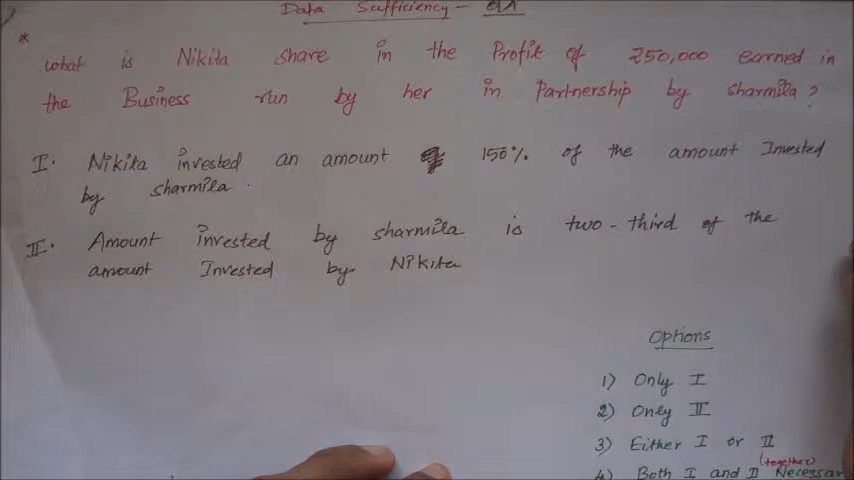 Data Sufficiency -
*
What is Nikita share in the Profit of 250,000 earned in
the Business run by her in Partnership by sharmila ?
I. Nikita invested an amount 150% of the amount Invested
by sharmila .
II. Amount invested by sharmila is two-third of the
amount Invested by Nikita
Options
1) Only I
2) Only II
3) Either I or II
(together)
4) Both I and II Necessar